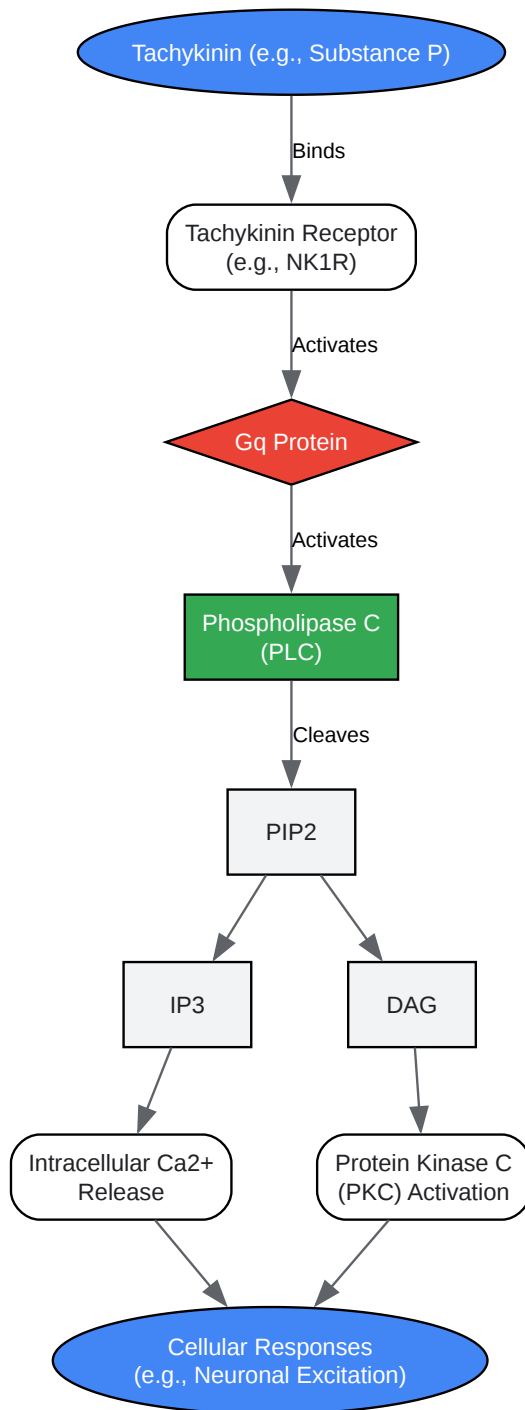 Tachykinin (e.g., Substance P)
Binds
Tachykinin Receptor
(e.g., NK1R)
Activates
Gq Protein
Activates
Phospholipase C
(PLC)
Cleaves
PIP2
IP3
DAG
Intracellular Ca2+
Release
Protein Kinase C
(PKC) Activation
Cellular Responses
(e.g., Neuronal Excitation)